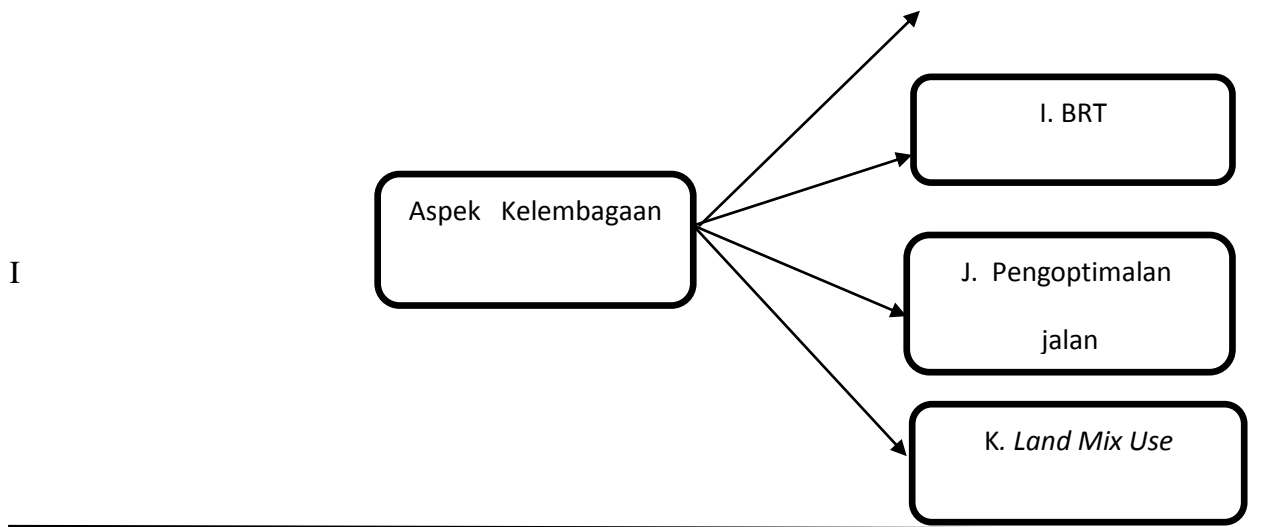 I. BRT
Aspek Kelembagaan
I
J. Pengoptimalan
jalan
K. Land Mix Use